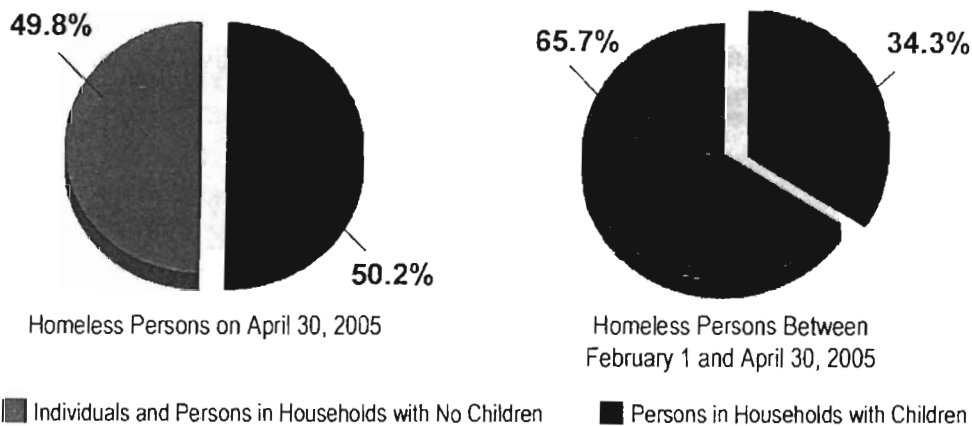 49.8%
50.2%
Homeless Persons on April 30, 2005
65.7%
34.3%
Homeless Persons Between
February 1 and April 30, 2005
Individuals and Persons in Households with No Children
Persons in Households with Children